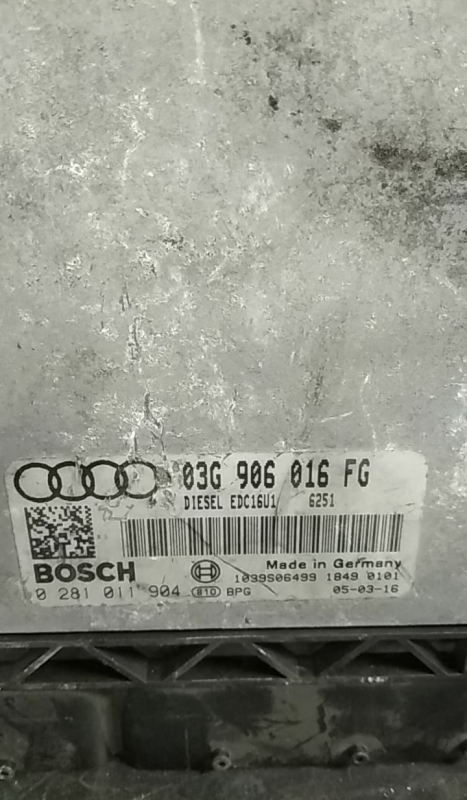 03G 906 016 FG
DIESEL EDC16U1 6251
BOSCH
Made in Germany
1039S06499 1849 0101
0 281 011 904 810 BPG 05-03-16